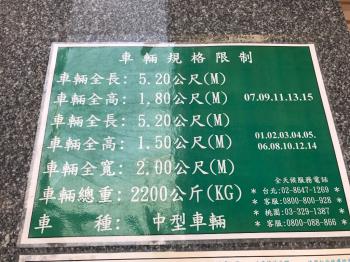 車輛規格限制
車輛全長: 5.20公尺(M)
車輛全高: 1.80公尺(M) 07.09.11.13.15
車輛全長: 5.20公尺(M)
車輛全高: 1.50公尺(M) 01.02.03.04.05.
06.08.10.12.14
車輛全寬: 2.00公尺(M)
車輛總重: 2200公斤(KG)
車 種: 中型車輛
全天候服務電話
* 台北:02-8647-1269 *
* 客服:0800-800-928 *
* 桃園:03-329-1387 *
* 客服:0800-088-866 *